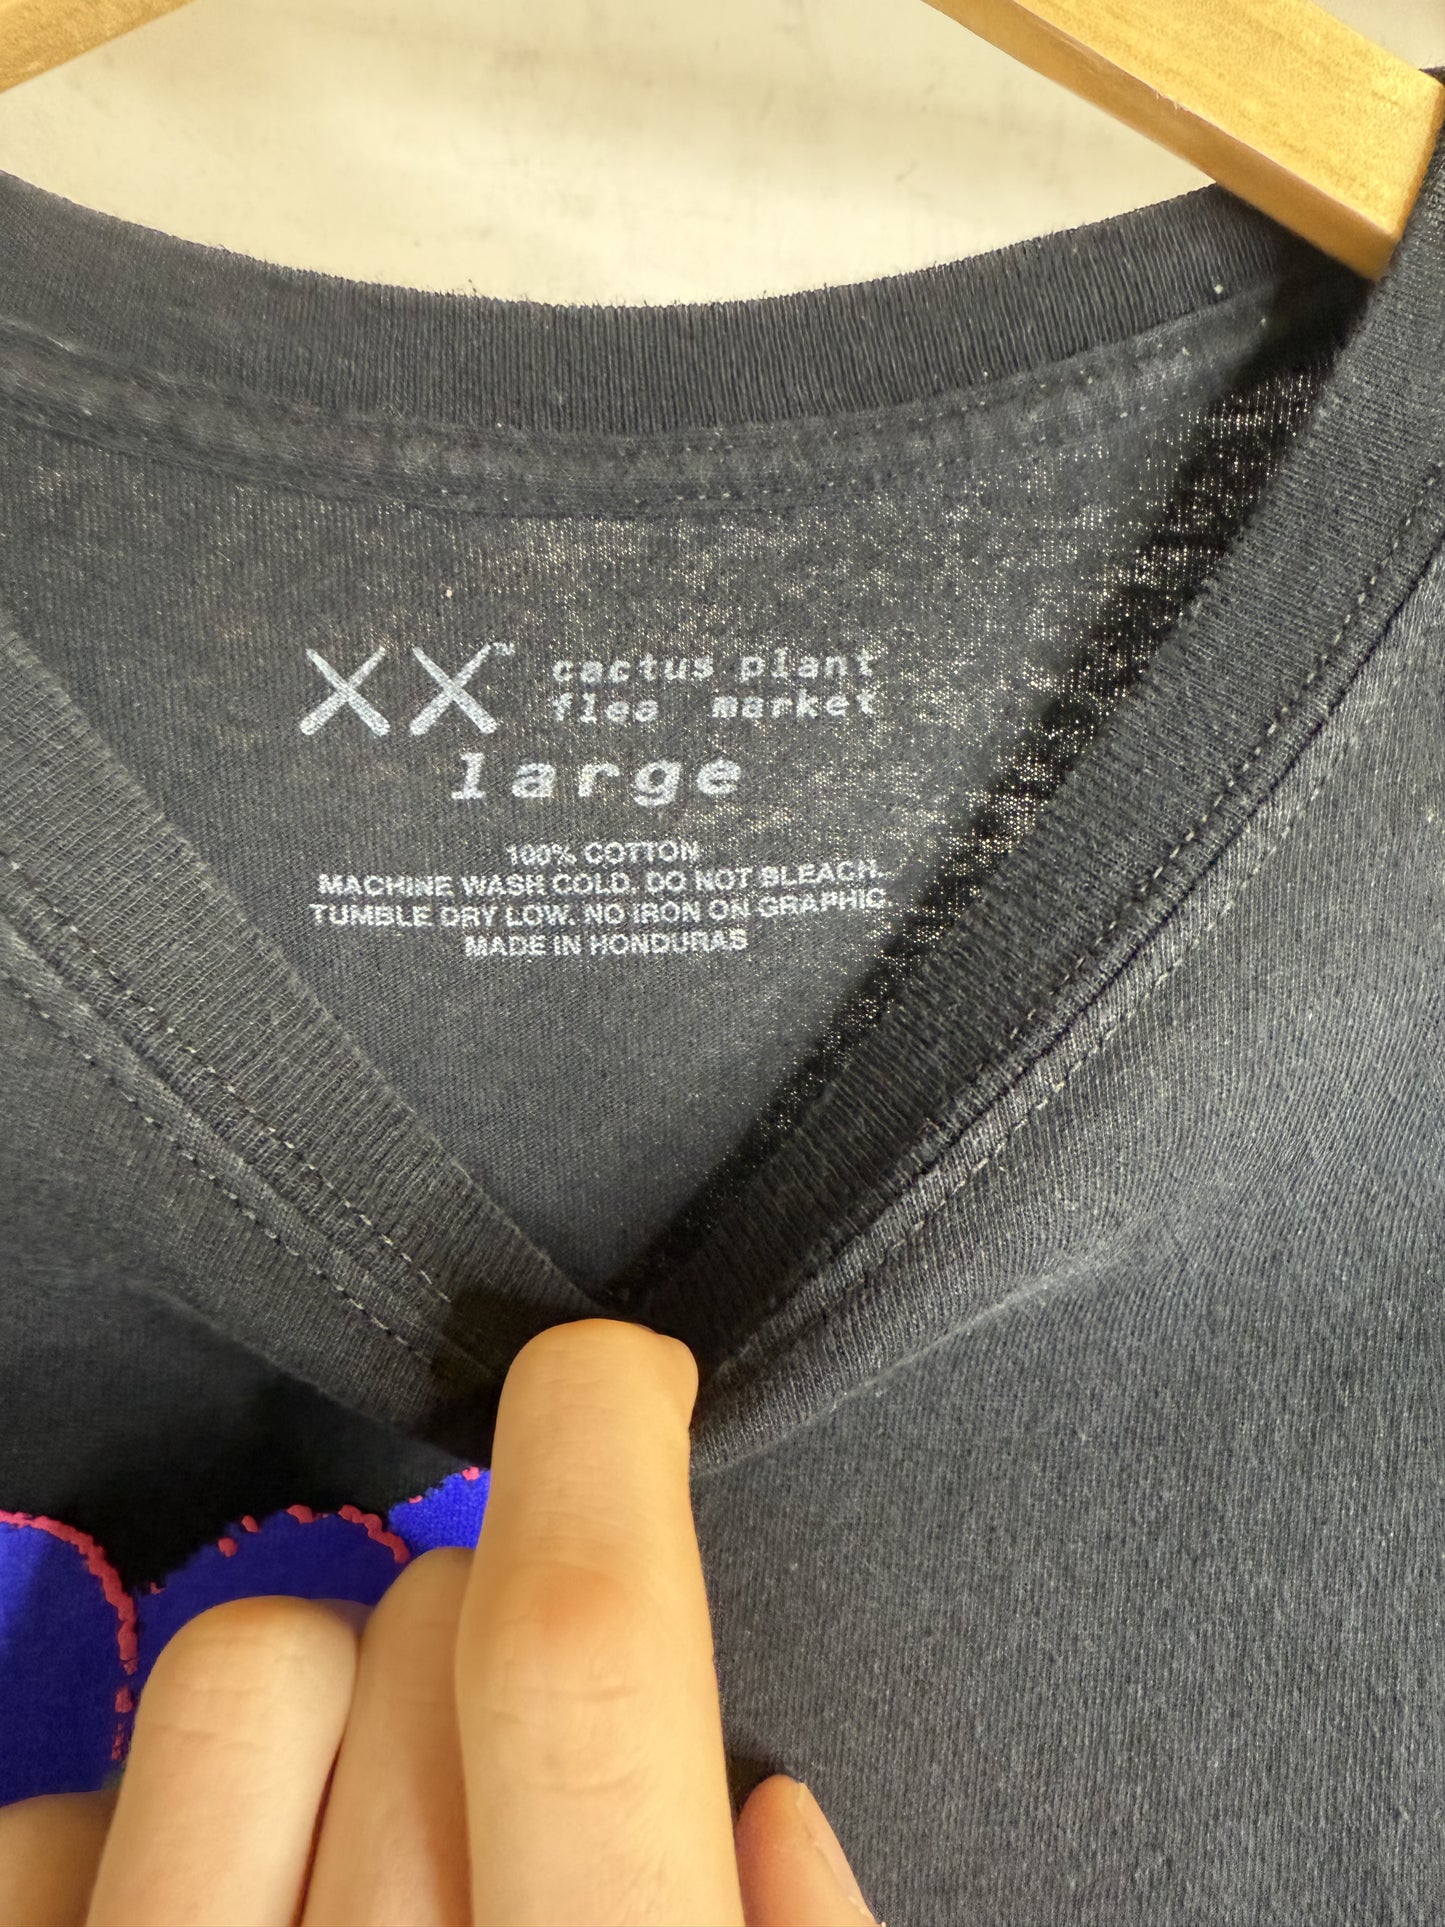 XX™ cactus plant
flea market
large
100% COTTON
MACHINE WASH COLD. DO NOT BLEACH.
TUMBLE DRY LOW. NO IRON ON GRAPHIC.
MADE IN HONDURAS